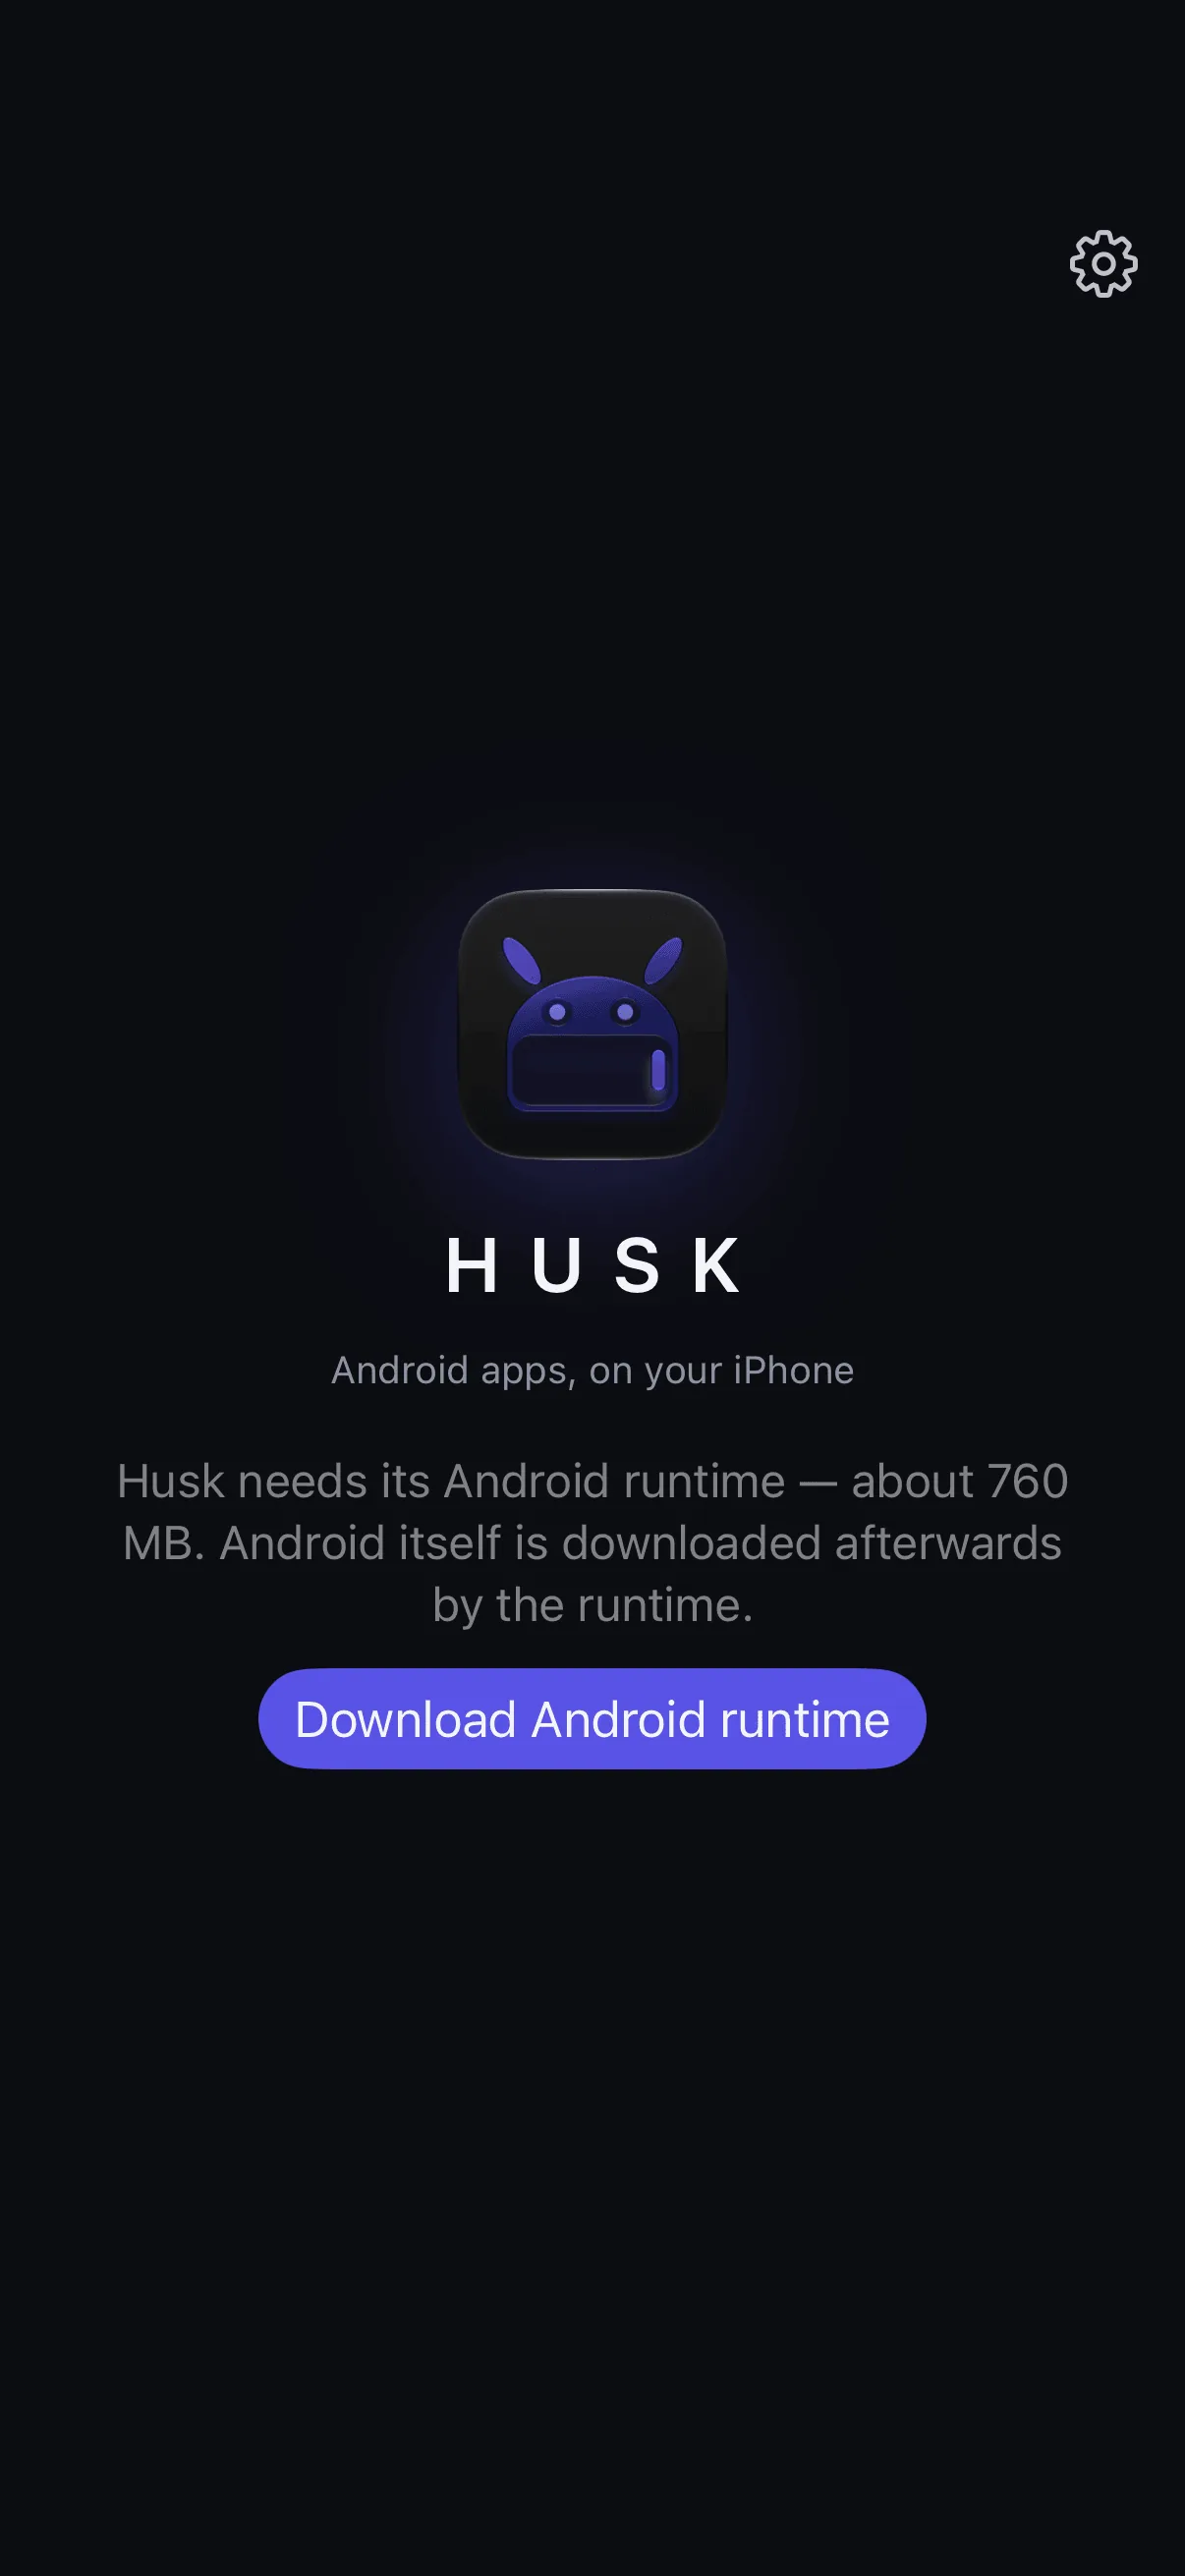 HUSK
Android apps, on your iPhone
Husk needs its Android runtime — about 760
MB. Android itself is downloaded afterwards
by the runtime.
Download Android runtime